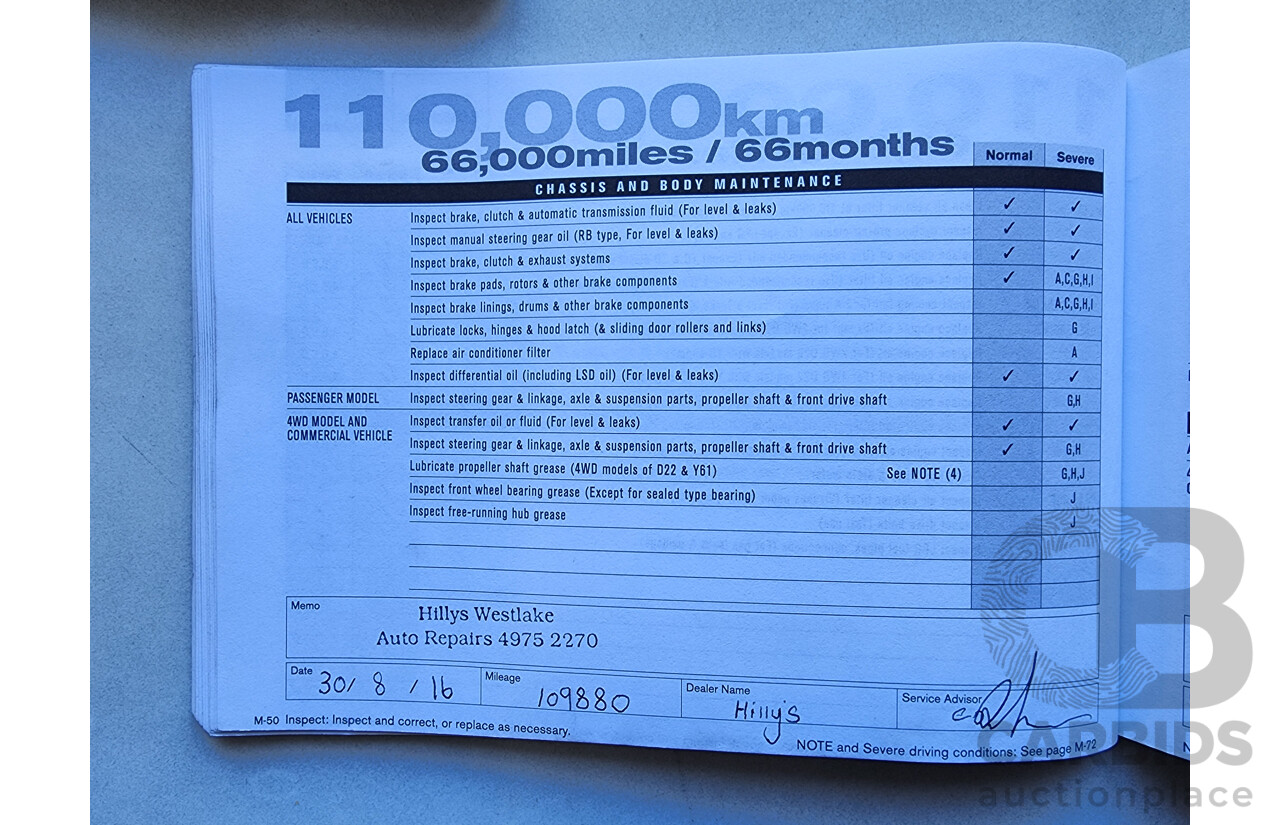 110,000km
66,000miles / 66months
Normal Severe
CHASSIS AND BODY MAINTENANCE
ALL VEHICLES Inspect brake, clutch & automatic transmission fluid (For level & leaks) ✓ ✓
Inspect manual steering gear oil (RB type, For level & leaks) ✓ ✓
Inspect brake, clutch & exhaust systems ✓ ✓
Inspect brake pads, rotors & other brake components ✓ A,C,G,H,I
Inspect brake linings, drums & other brake components A,C,G,H,I
Lubricate locks, hinges & hood latch (& sliding door rollers and links) G
Replace air conditioner filter A
Inspect differential oil (including LSD oil) (For level & leaks) ✓ ✓
PASSENGER MODEL Inspect steering gear & linkage, axle & suspension parts, propeller shaft & front drive shaft G,H
4WD MODEL AND Inspect transfer oil or fluid (For level & leaks) ✓ ✓
COMMERCIAL VEHICLE Inspect steering gear & linkage, axle & suspension parts, propeller shaft & front drive shaft ✓ G,H
Lubricate propeller shaft grease (4WD models of D22 & Y61) See NOTE (4) G,H,J
Inspect front wheel bearing grease (Except for sealed type bearing) J
Inspect free-running hub grease J
Memo Hillys Westlake
Auto Repairs 4975 2270
Date 30/ 8 / 16 Mileage 109880 Dealer Name Hilly's Service Advisor
M-50 Inspect: Inspect and correct, or replace as necessary.
NOTE and Severe driving conditions: See page M-72
CB
CARBIDS
auctionplace